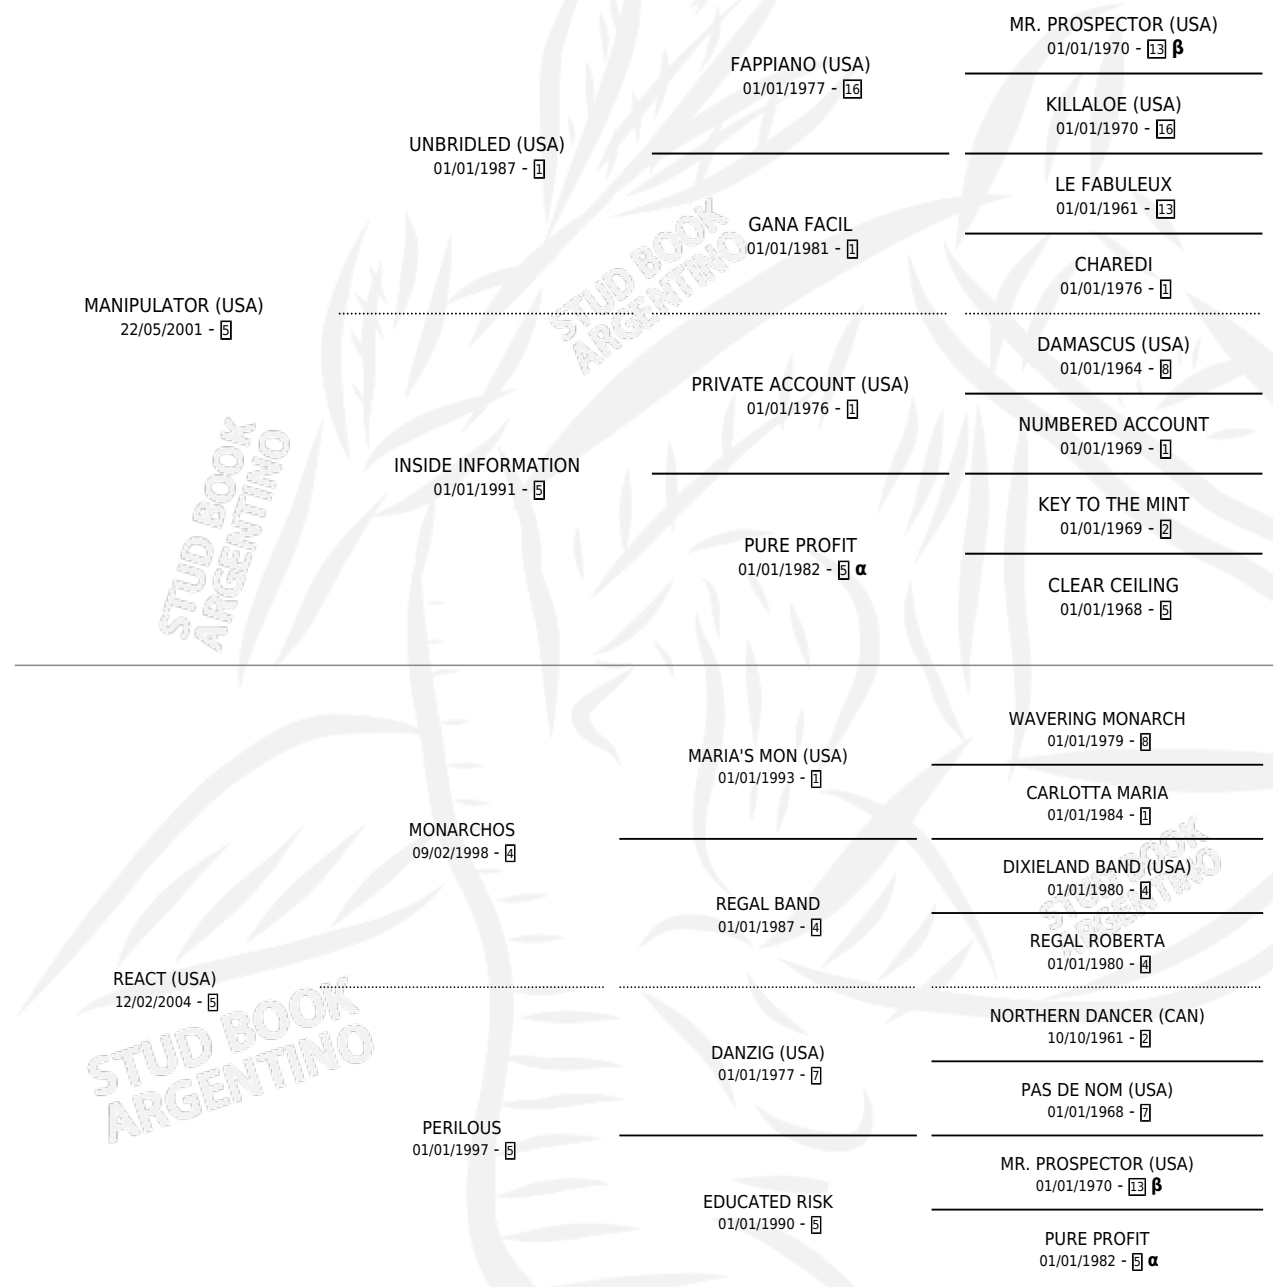 MR. PROSPECTOR (USA)
01/01/1970 - 13 β
FAPPIANO (USA)
01/01/1977 - 16
KILLALOE (USA)
01/01/1970 - 16
UNBRIDLED (USA)
01/01/1987 - 1
LE FABULEUX
01/01/1961 - 13
GANA FACIL
01/01/1981 - 1
CHAREDI
01/01/1976 - 1
STUD BOOK
ARGENTINO
MANIPULATOR (USA)
22/05/2001 - 5
DAMASCUS (USA)
01/01/1964 - 8
PRIVATE ACCOUNT (USA)
01/01/1976 - 1
NUMBERED ACCOUNT
01/01/1969 - 1
INSIDE INFORMATION
01/01/1991 - 5
KEY TO THE MINT
01/01/1969 - 2
PURE PROFIT
01/01/1982 - 5 α
CLEAR CEILING
01/01/1968 - 5
STUD BOOK
ARGENTINO
WAVERING MONARCH
01/01/1979 - 8
MARIA'S MON (USA)
01/01/1993 - 1
CARLOTTA MARIA
01/01/1984 - 1
MONARCHOS
09/02/1998 - 4
DIXIELAND BAND (USA)
01/01/1980 - 4
REGAL BAND
01/01/1987 - 4
REGAL ROBERTA
01/01/1980 - 4
STUD BOOK
ARGENTINO
REACT (USA)
12/02/2004 - 5
NORTHERN DANCER (CAN)
10/10/1961 - 2
DANZIG (USA)
01/01/1977 - 7
PAS DE NOM (USA)
01/01/1968 - 7
PERILOUS
01/01/1997 - 5
MR. PROSPECTOR (USA)
01/01/1970 - 13 β
EDUCATED RISK
01/01/1990 - 5
PURE PROFIT
01/01/1982 - 5 α
STUD BOOK
ARGENTINO